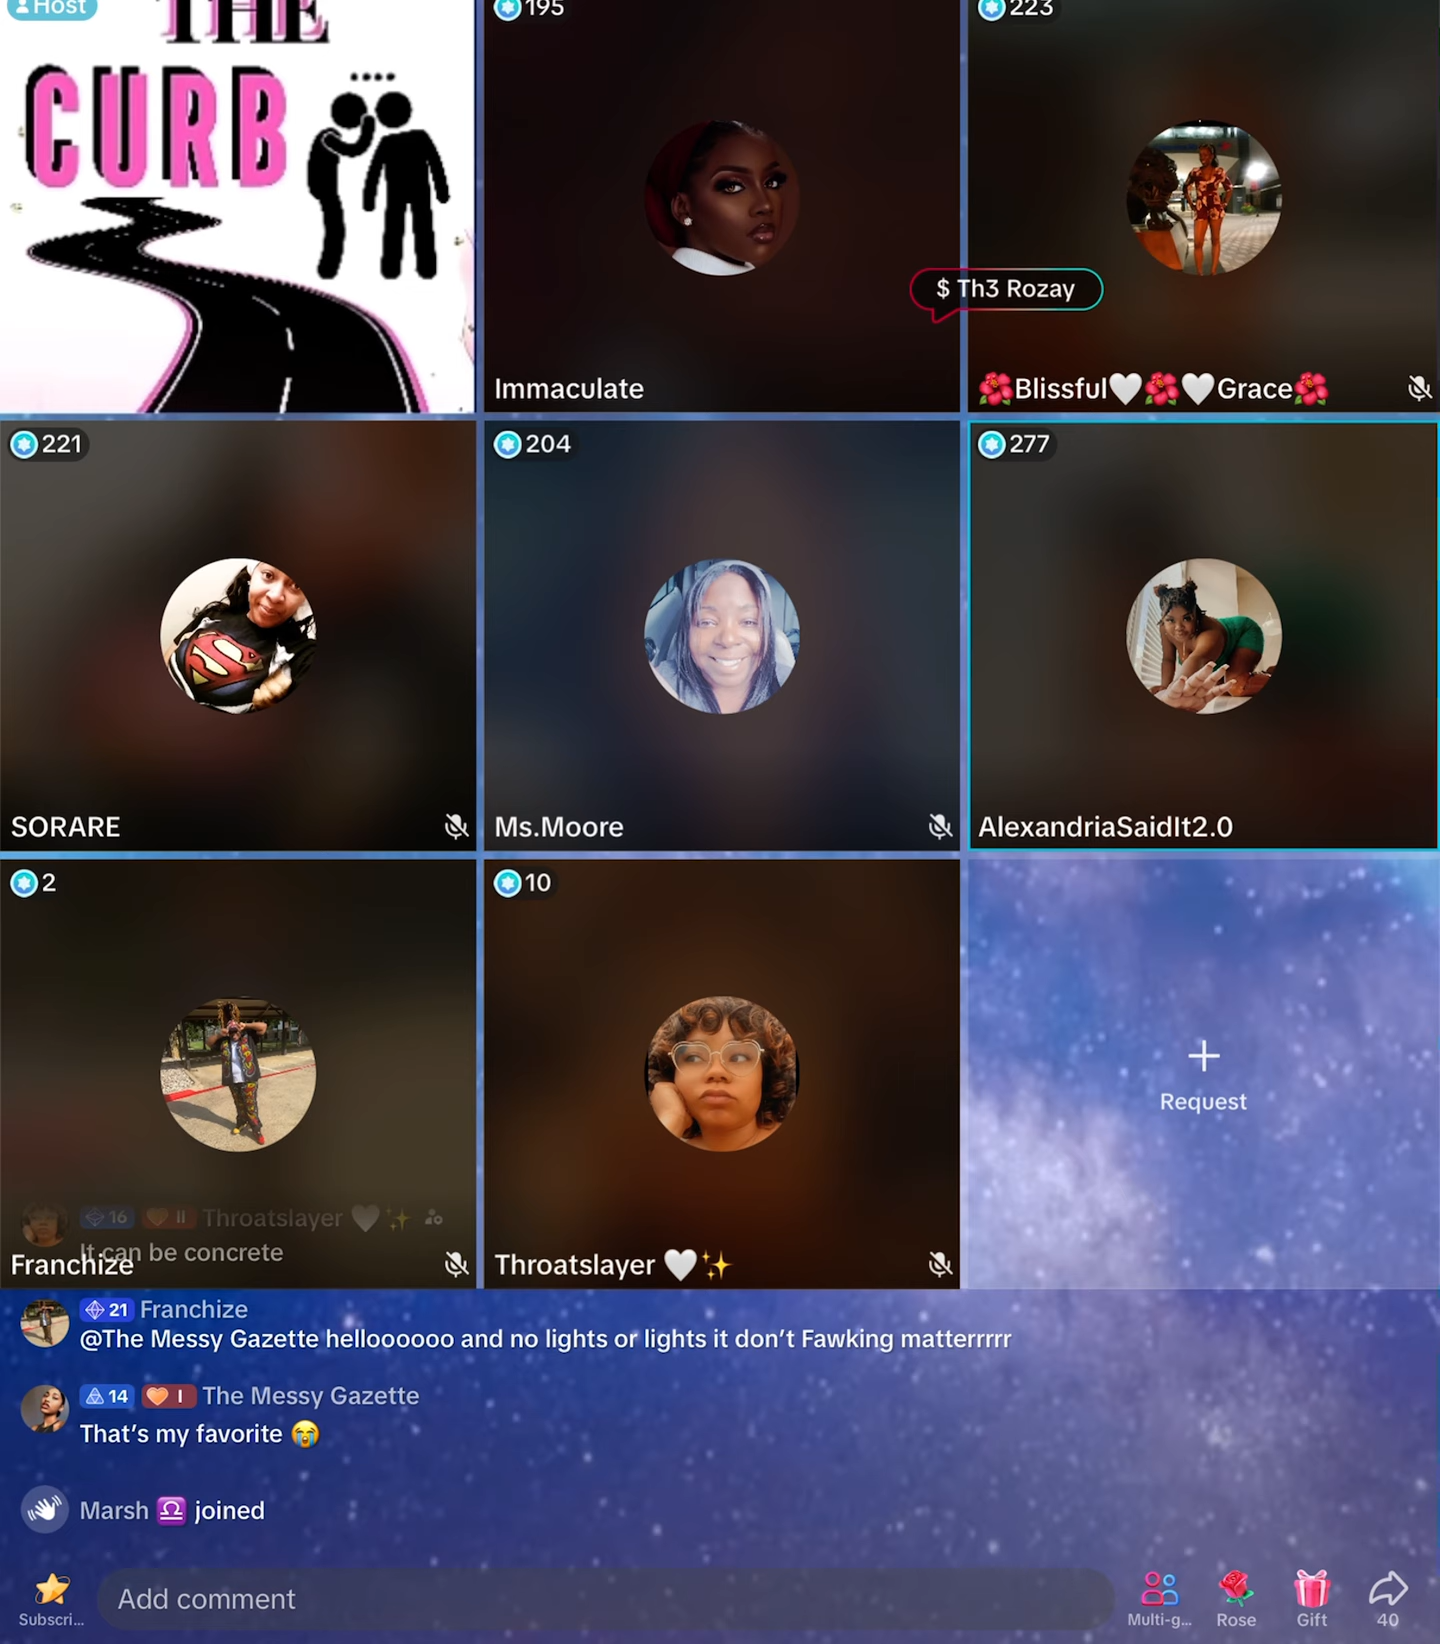 Host
THE
CURB
195
Immaculate
223
$ Th3 Rozay
🌺Blissful🤍🌺🤍Grace🌺
221
SORARE
204
Ms.Moore
277
AlexandriaSaidIt2.0
2
Franchize
10
Throatslayer 🤍✨
+
Request
16 ❤️ II Throatslayer 🤍✨
It can be concrete
21 Franchize
@The Messy Gazette helloooooo and no lights or lights it don’t Fawking matterrrrr
14 🧡 I The Messy Gazette
That’s my favorite 😭
Marsh ♎ joined
Subscri...
Add comment
Multi-g...
Rose
Gift
40